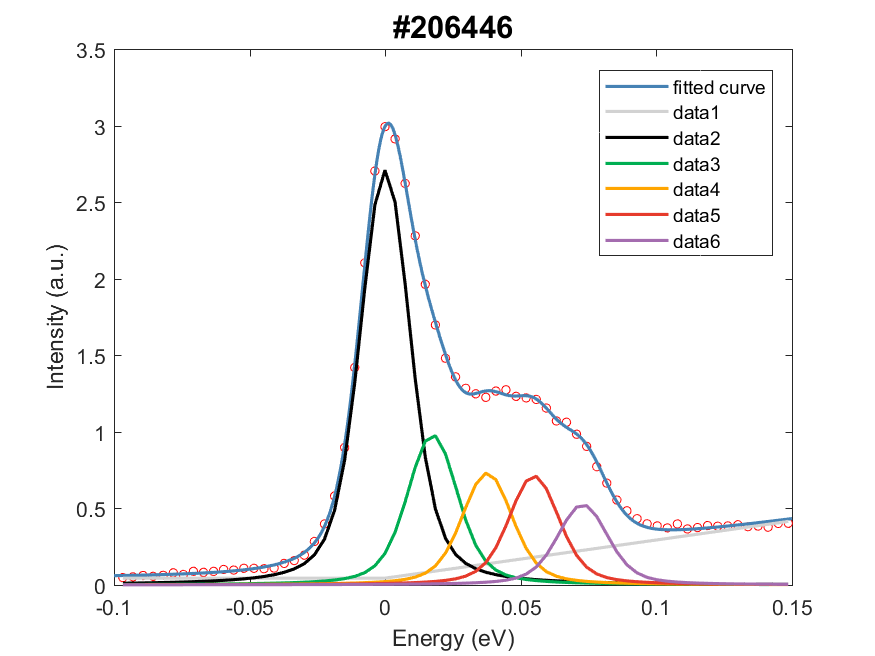 #206446
3.5
3
2.5
2
1.5
1
0.5
0
Intensity (a.u.)
fitted curve
data1
data2
data3
data4
data5
data6
-0.1
-0.05
0
0.05
0.1
0.15
Energy (eV)